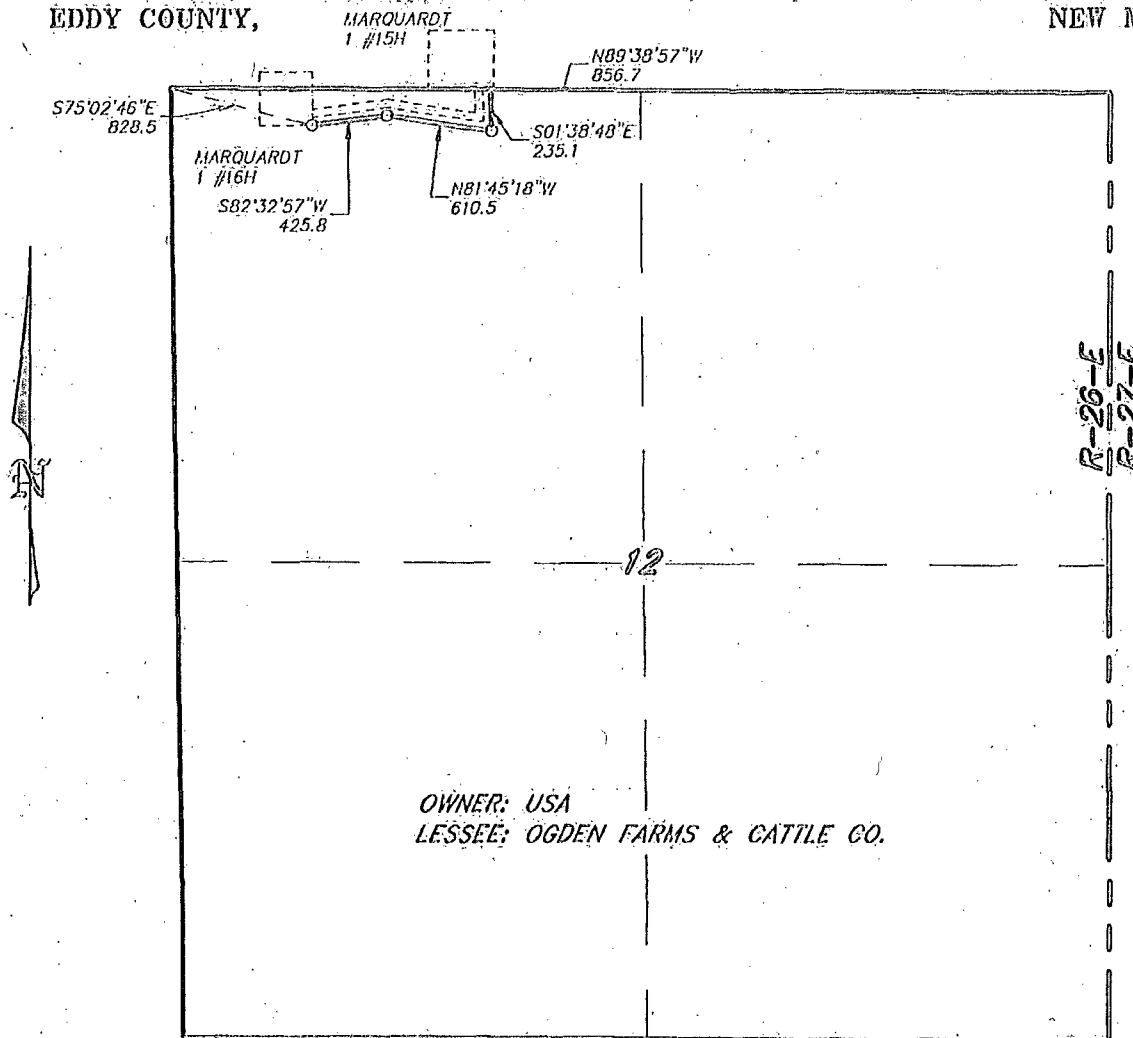 EDDY COUNTY,
NEW M
MARQUARDT
1 #15H
N89°38'57"W
856.7
S75°02'46"E
828.5
S01°38'48"E
235.1
MARQUARDT
1 #16H
N81°45'18"W
610.5
S82°32'57"W
425.8
R-26-E
R-27-E
N
12
OWNER: USA
LESSEE: OGDEN FARMS & CATTLE CO.